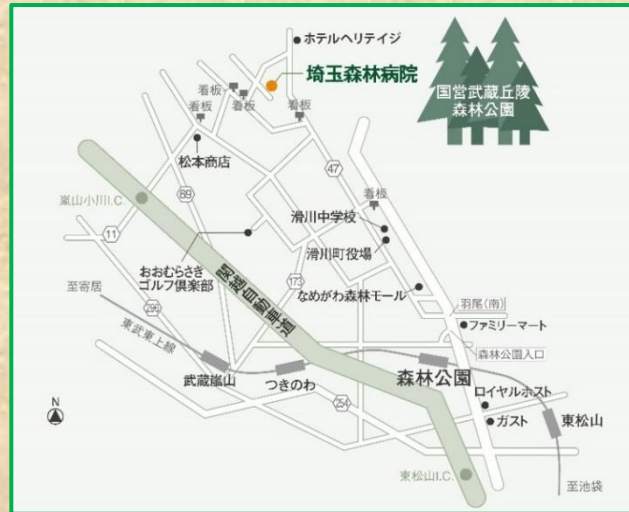 ホテルヘリテイジ
埼玉森林病院
国営武蔵丘陵
森林公園
看板
看板
看板
看板
松本商店
47
69
嵐山小川I.C.
看板
滑川中学校
滑川町役場
11
おおむらさき
ゴルフ倶楽部
関越自動車道
173
なめがわ森林モール
至寄居
296
羽尾(南)
ファミリーマート
東武東上線
森林公園入口
武蔵嵐山
つきのわ
森林公園
254
ロイヤルホスト
ガスト
東松山
N
東松山I.C.
至池袋